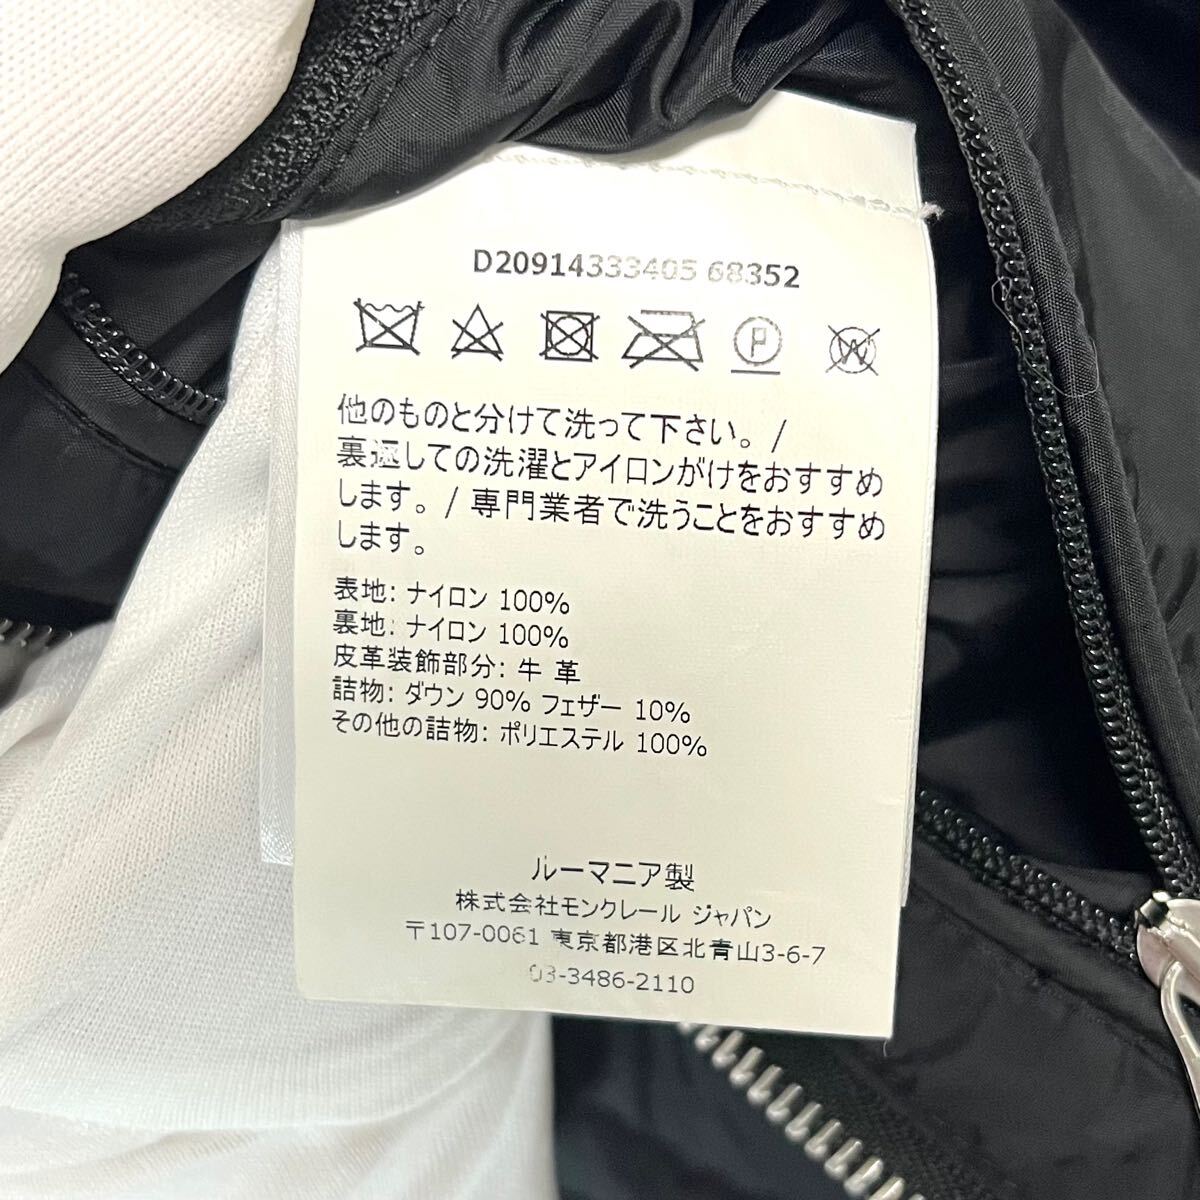 D20914333405 68352
P
W
他のものと分けて洗って下さい。/
裏返しての洗濯とアイロンがけをおすすめ
します。/ 専門業者で洗うことをおすすめ
します。
表地: ナイロン 100%
裏地: ナイロン 100%
皮革装飾部分: 牛 革
詰物: ダウン 90% フェザー 10%
その他の詰物: ポリエステル 100%
ルーマニア製
株式会社モンクレール ジャパン
〒107-0061 東京都港区北青山3-6-7
03-3486-2110